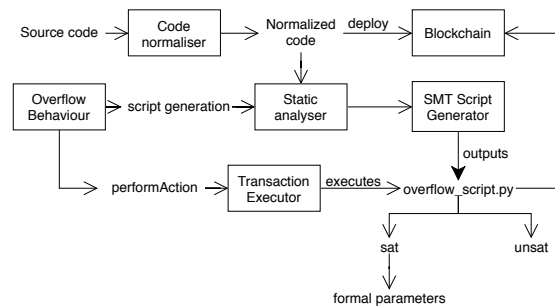 Source code
Code
normaliser
Normalized
code
deploy
Blockchain
Overflow
Behaviour
script generation
Static
analyser
SMT Script
Generator
outputs
performAction
Transaction
Executor
executes
overflow_script.py
sat
unsat
formal parameters